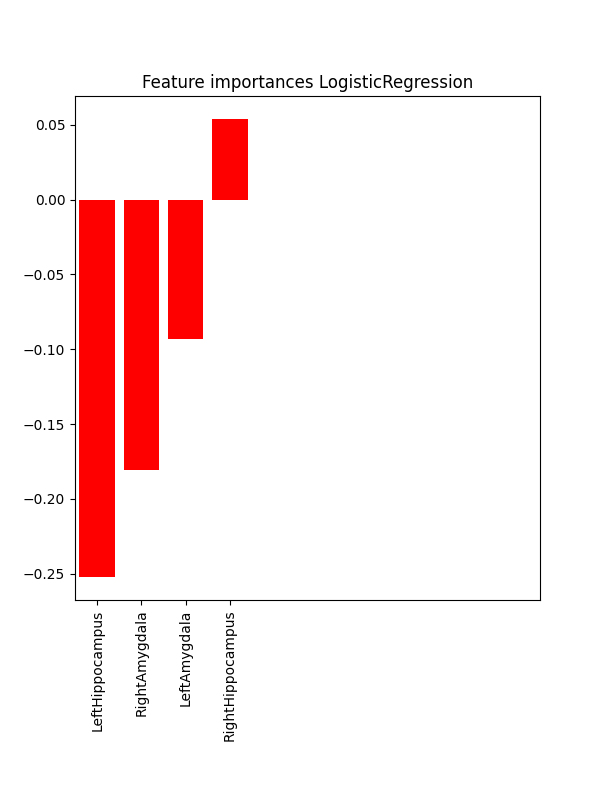 Feature importances LogisticRegression
0.05
0.00
−0.05
−0.10
−0.15
−0.20
−0.25
LeftHippocampus
RightAmygdala
LeftAmygdala
RightHippocampus